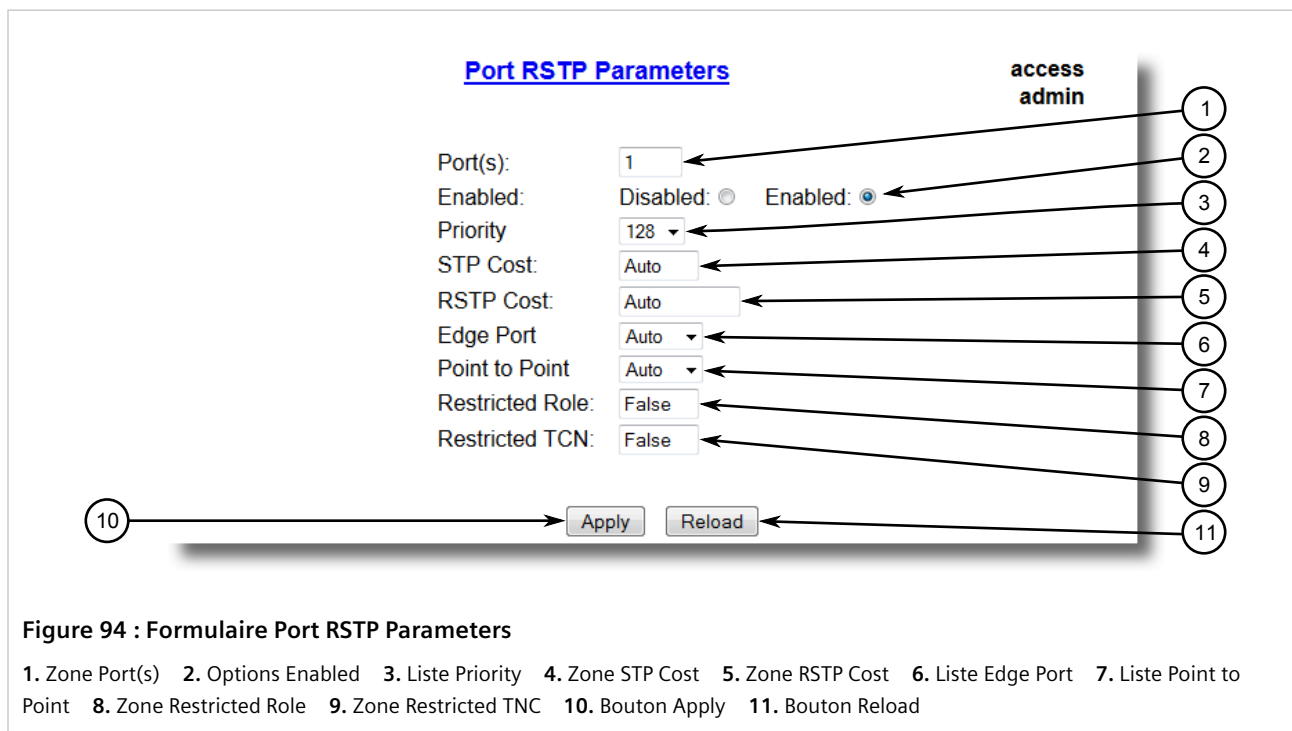 Port RSTP Parameters
access
admin
Port(s): 1
Enabled: Disabled: Enabled:
Priority 128
STP Cost: Auto
RSTP Cost: Auto
Edge Port Auto
Point to Point Auto
Restricted Role: False
Restricted TCN: False
Apply Reload
1
2
3
4
5
6
7
8
9
10
11
Figure 94 : Formulaire Port RSTP Parameters
1. Zone Port(s) 2. Options Enabled 3. Liste Priority 4. Zone STP Cost 5. Zone RSTP Cost 6. Liste Edge Port 7. Liste Point to
Point 8. Zone Restricted Role 9. Zone Restricted TNC 10. Bouton Apply 11. Bouton Reload